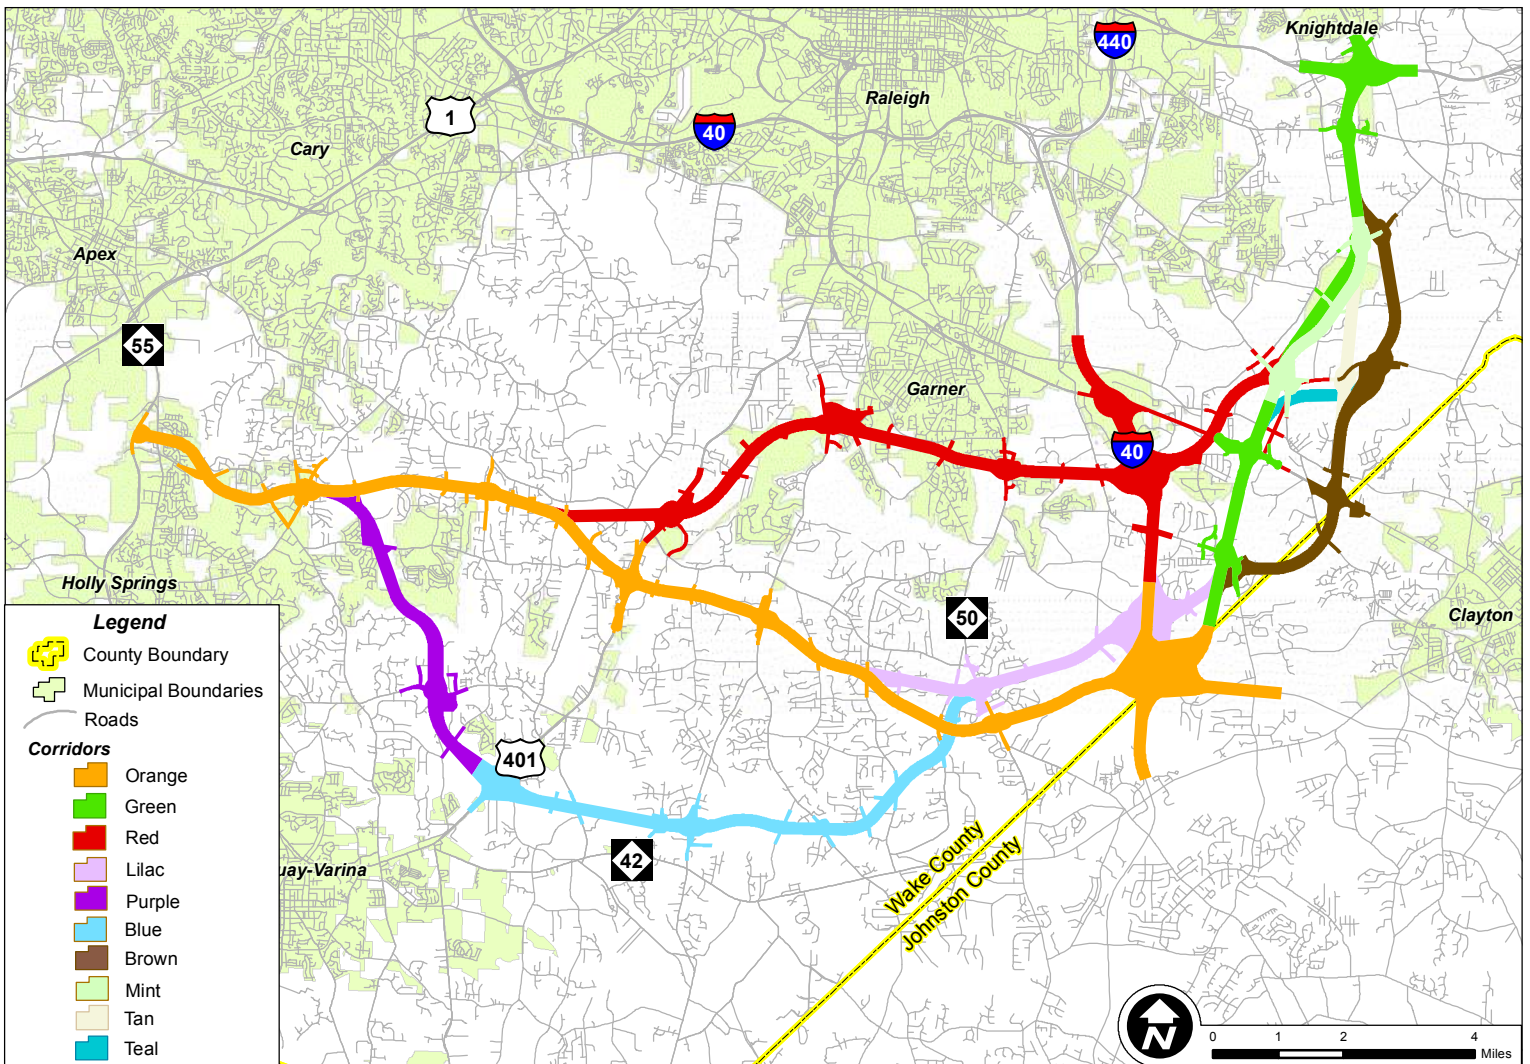 Knightdale
440
Raleigh
1
40
Cary
Apex
55
Garner
40
Holly Springs
50
Clayton
401
42
uay-Varina
Wake County
Johnston County
Legend
County Boundary
Municipal Boundaries
Roads
Corridors
Orange
Green
Red
Lilac
Purple
Blue
Brown
Mint
Tan
Teal
N
0 1 2 4
Miles